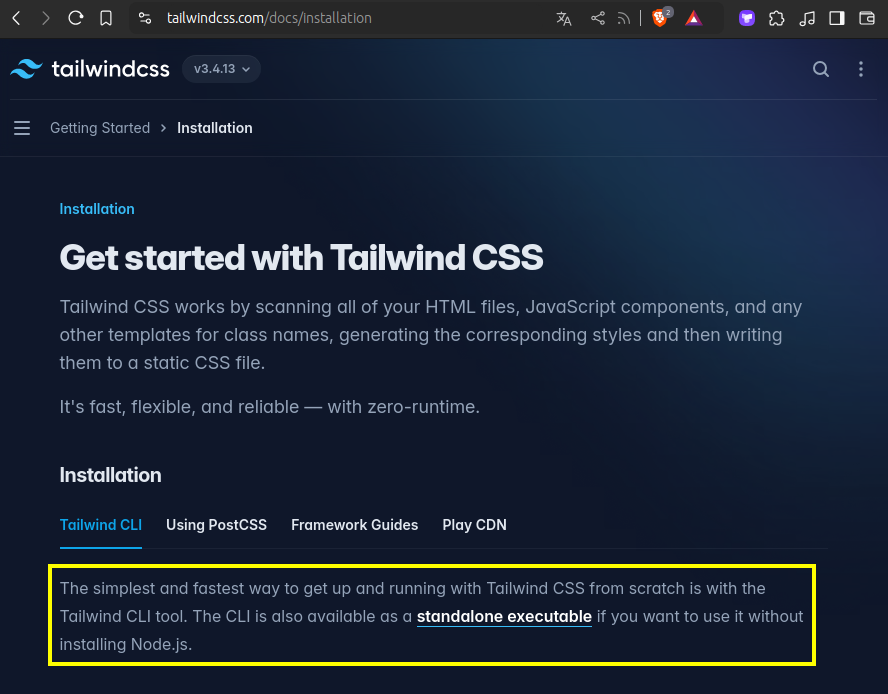 tailwindcss.com/docs/installation
2
tailwindcss v3.4.13
Getting Started > Installation
Installation
Get started with Tailwind CSS
Tailwind CSS works by scanning all of your HTML files, JavaScript components, and any
other templates for class names, generating the corresponding styles and then writing
them to a static CSS file.
It's fast, flexible, and reliable — with zero-runtime.
Installation
Tailwind CLI Using PostCSS Framework Guides Play CDN
The simplest and fastest way to get up and running with Tailwind CSS from scratch is with the
Tailwind CLI tool. The CLI is also available as a standalone executable if you want to use it without
installing Node.js.